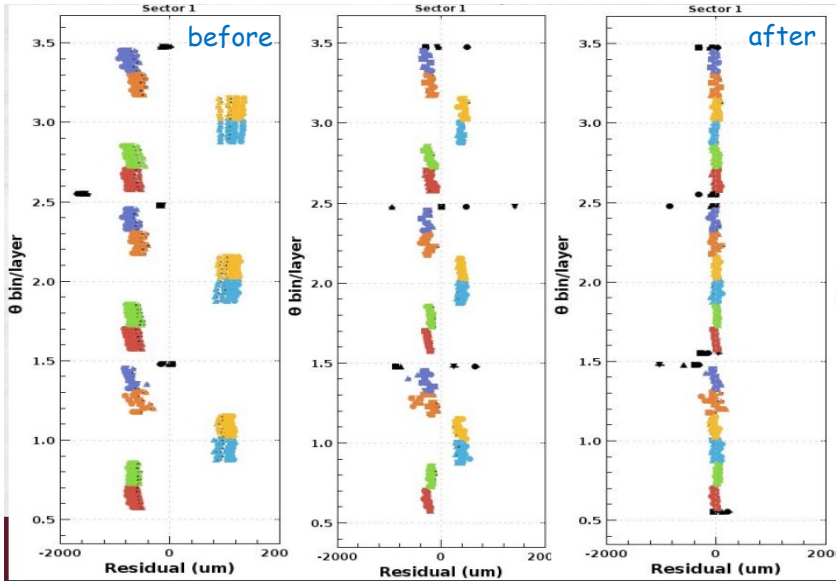 Sector 1
before
θ bin/layer
3.5
3.0
2.5
2.0
1.5
1.0
0.5
-2000
0
200
Residual (um)
Sector 1
θ bin/layer
3.5
3.0
2.5
2.0
1.5
1.0
0.5
-2000
0
200
Residual (um)
Sector 1
after
θ bin/layer
3.5
3.0
2.5
2.0
1.5
1.0
0.5
-2000
0
200
Residual (um)